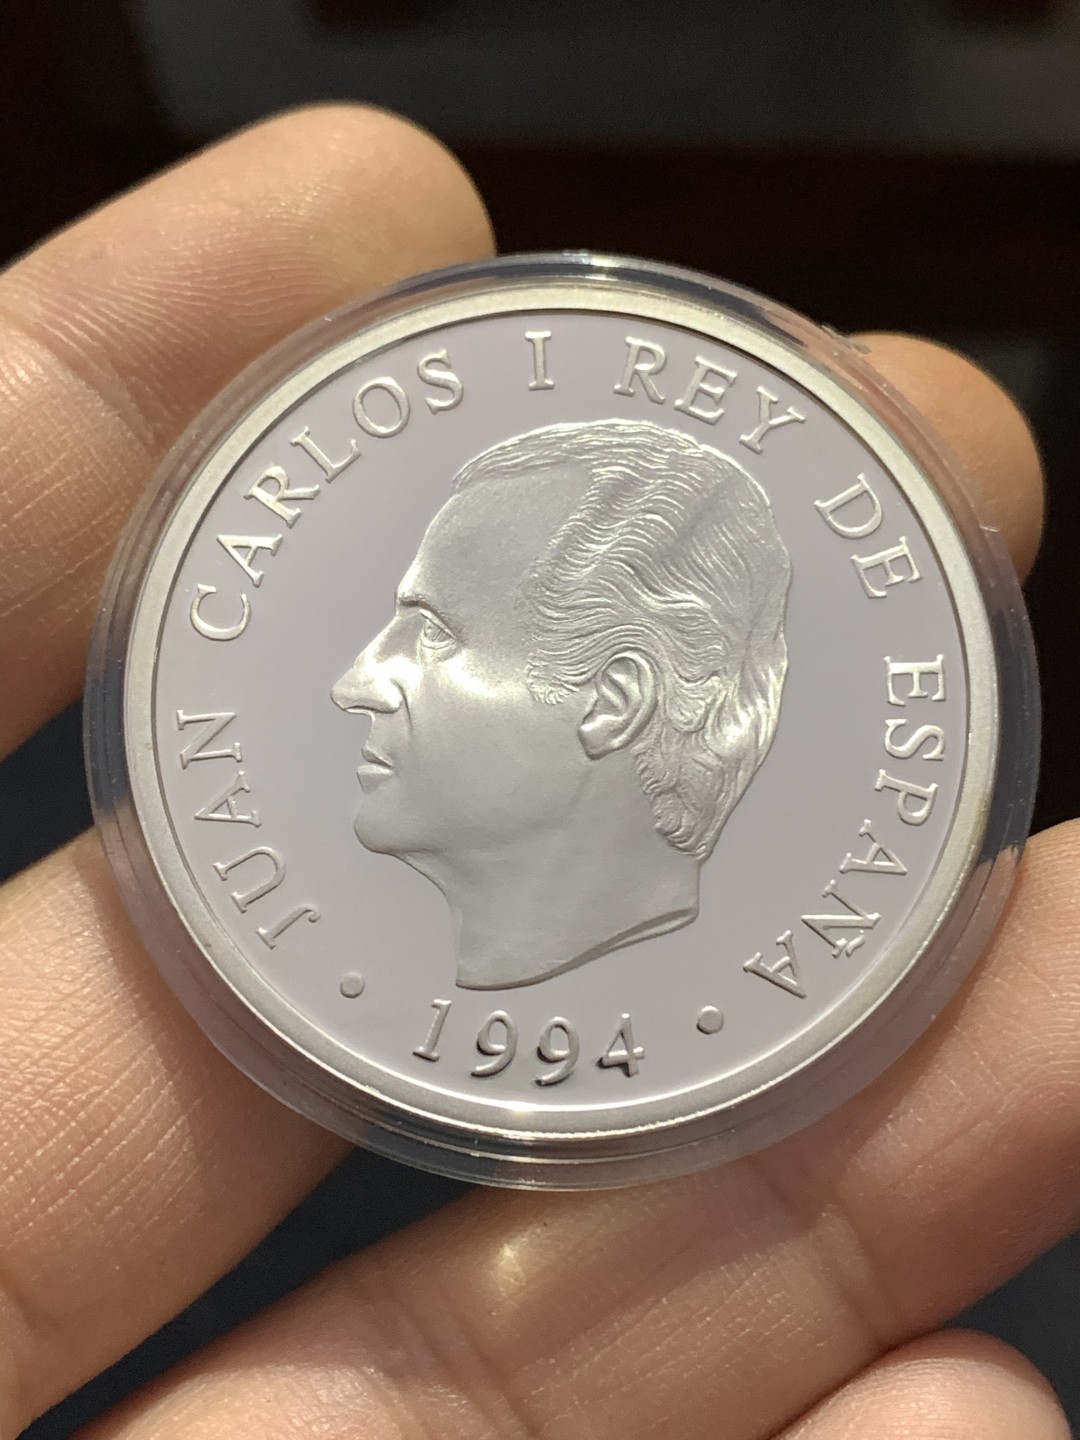 JUAN CARLOS I REY DE ESPAÑA
• 1994 •